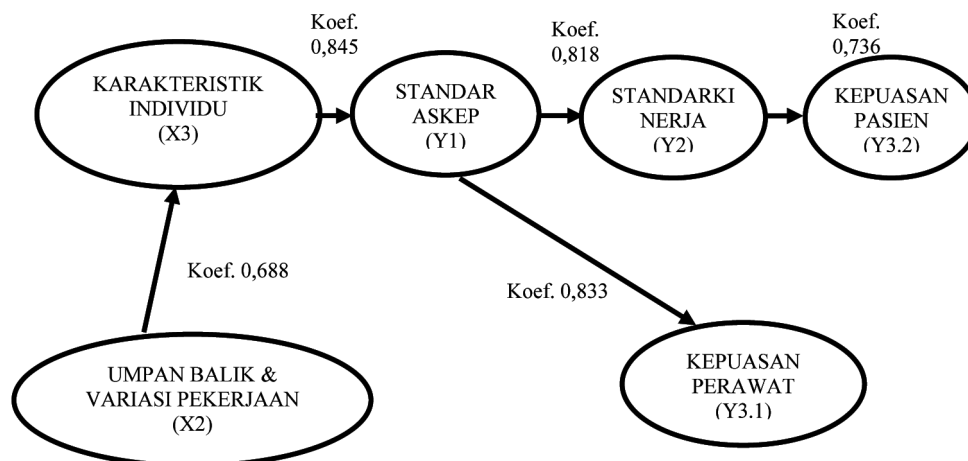 Koef.
0,845
Koef.
0,818
Koef.
0,736
KARAKTERISTIK
INDIVIDU
(X3)
STANDAR
ASKEP
(Y1)
STANDARKI
NERJA
(Y2)
KEPUASAN
PASIEN
(Y3.2)
Koef. 0,688
Koef. 0,833
UMPAN BALIK &
VARIASI PEKERJAAN
(X2)
KEPUASAN
PERAWAT
(Y3.1)